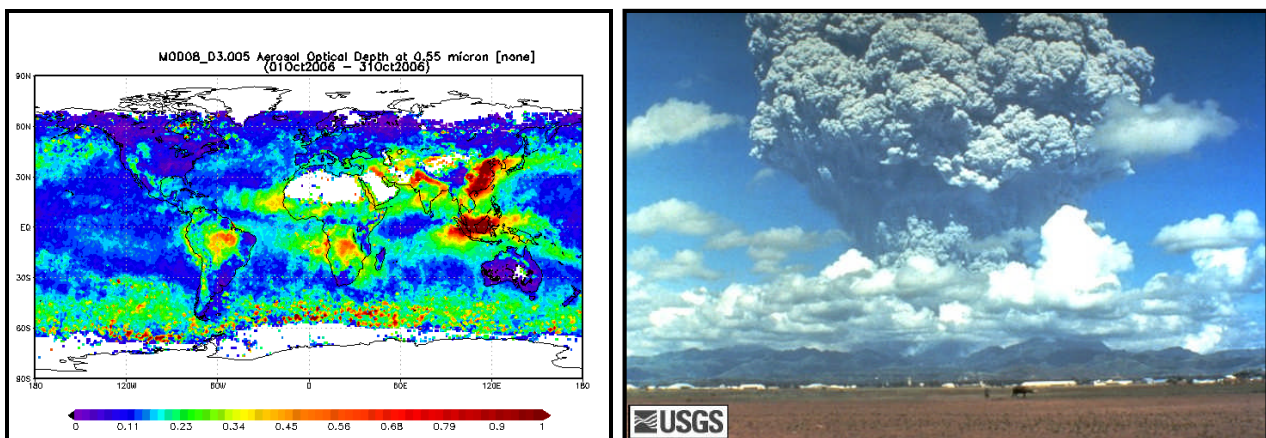 MOD08_D3.005 Aerosol Optical Depth at 0.55 micron [none]
(01Oct2006 - 31Oct2006)
90N
60N
30N
EQ
30S
60S
90S
180 120W 60W 0 60E 120E 180
0 0.11 0.23 0.34 0.45 0.56 0.68 0.79 0.9 1
USGS